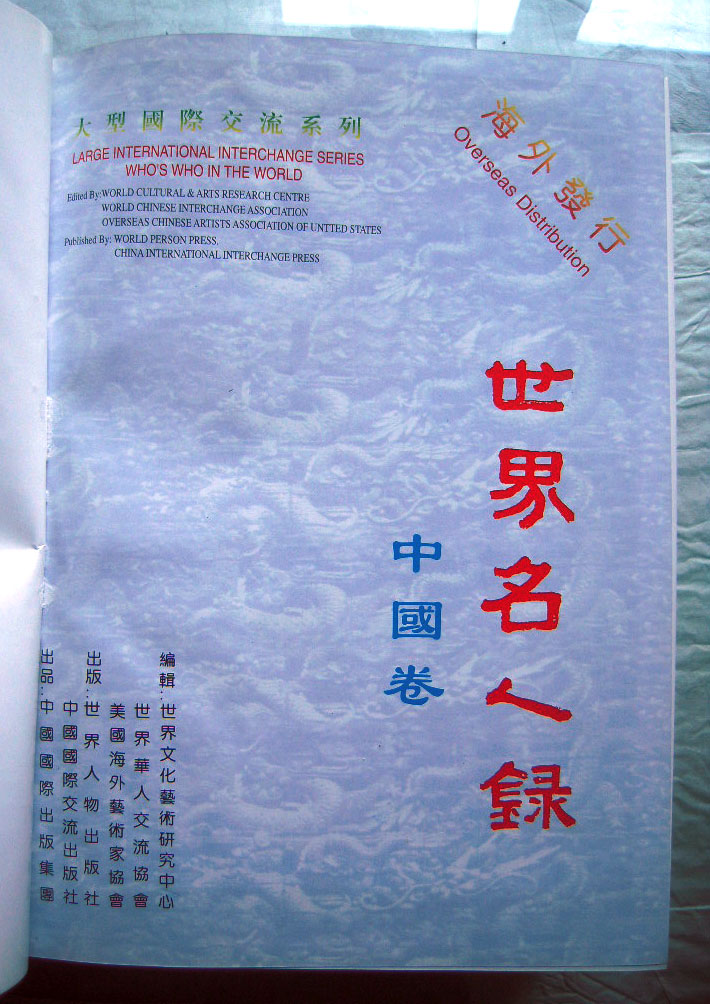 大型國際交流系列
LARGE INTERNATIONAL INTERCHANGE SERIES
WHO'S WHO IN THE WORLD
Edited By:WORLD CULTURAL & ARTS RESEARCH CENTRE
WORLD CHINESE INTERCHANGE ASSOCIATION
OVERSEAS CHINESE ARTISTS ASSOCIATION OF UNTTED STATES
Published By: WORLD PERSON PRESS,
CHINA INTERNATIONAL INTERCHANGE PRESS
海外發行
Overseas Distribution
世界名人録
中國卷
編輯:世界文化藝術研究中心
世界華人交流協會
美國海外藝術家協會
出版:世界人物出版社
中國國際交流出版社
出品:中國國際出版集團